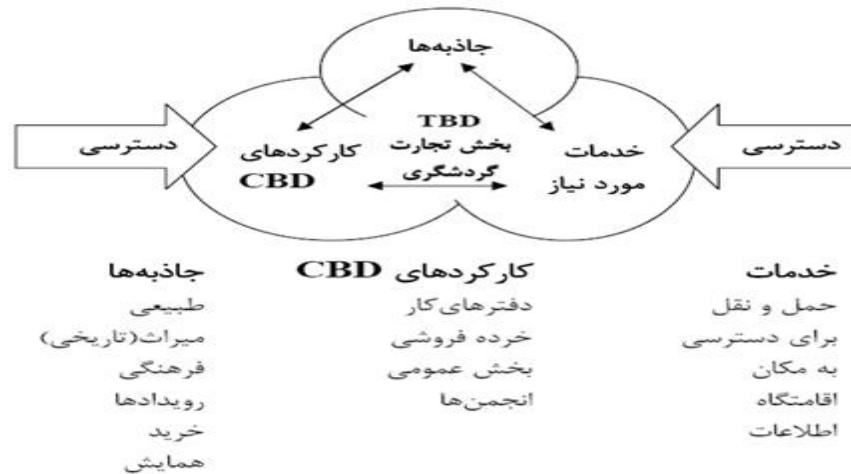 جاذبه‌ها
دسترسی
کارکردهای
CBD
TBD
بخش تجارت
گردشگری
خدمات
مورد نیاز
دسترسی
خدمات
حمل و نقل
برای دسترسی
به مکان
اقامتگاه
اطلاعات
کارکردهای CBD
دفترهای‌کار
خرده فروشی
بخش عمومی
انجمن‌ها
جاذبه‌ها
طبیعی
میراث(تاریخی)
فرهنگی
رویدادها
خرید
همایش